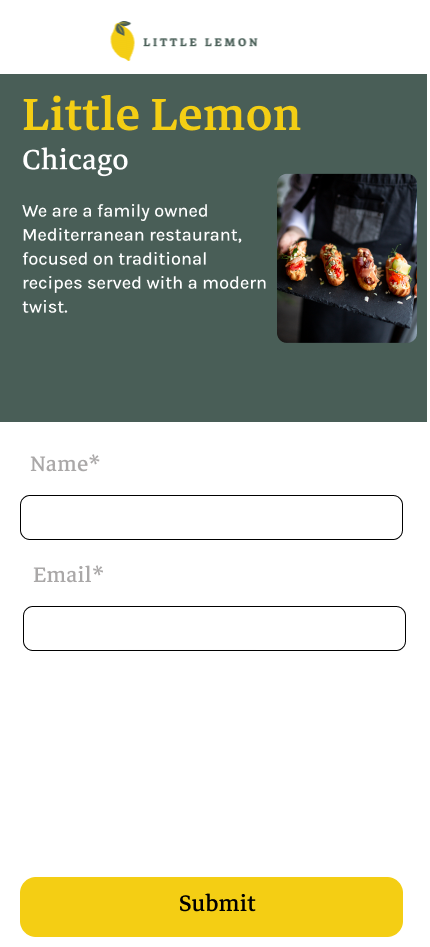 LITTLE LEMON
Little Lemon
Chicago
We are a family owned
Mediterranean restaurant,
focused on traditional
recipes served with a modern
twist.
Name*
Email*
Submit